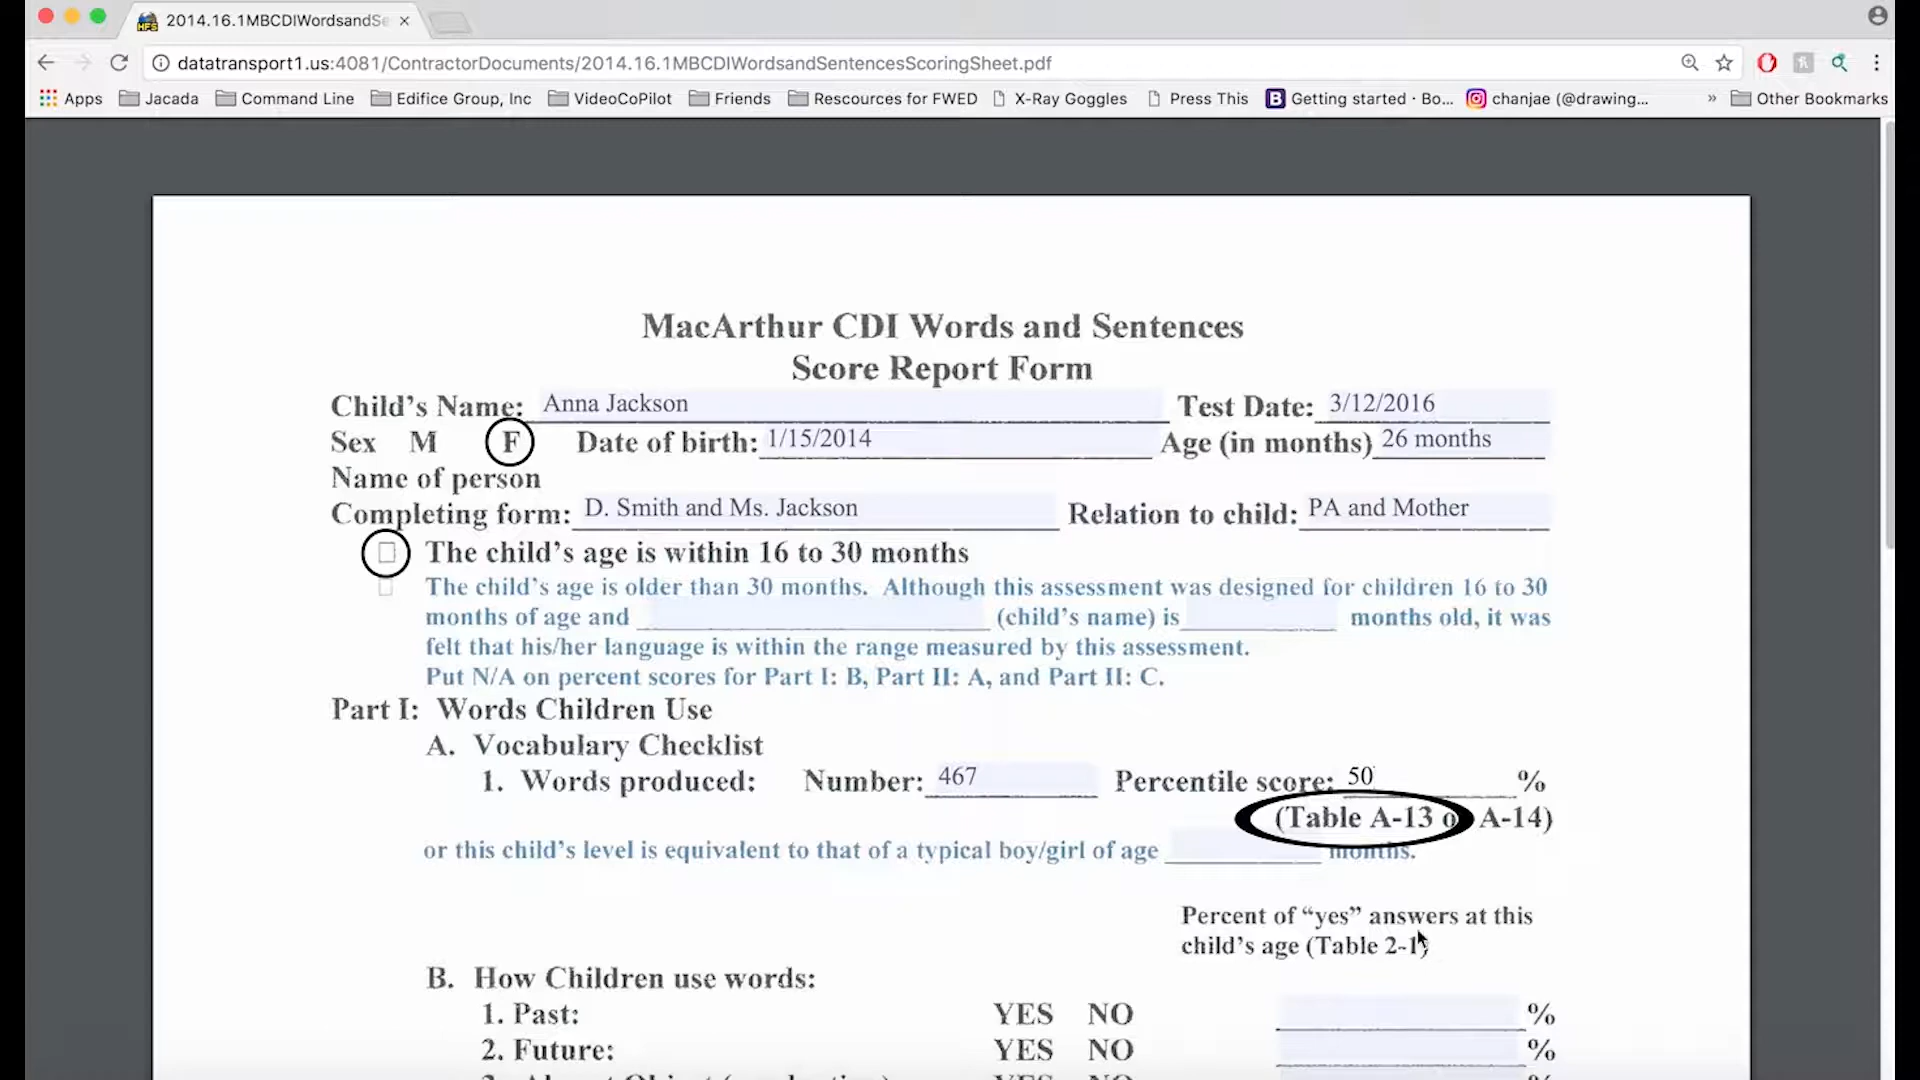 2014.16.1MBCDIWordsandSe
datatransport1.us:4081/ContractorDocuments/2014.16.1MBCDIWordsandSentencesScoringSheet.pdf
Apps Jacada Command Line Edifice Group, Inc VideoCoPilot Friends Rescources for FWED X-Ray Goggles Press This Getting started · Bo... chanjae (@drawing... » Other Bookmarks
MacArthur CDI Words and Sentences
Score Report Form
Child's Name: Anna Jackson Test Date: 3/12/2016
Sex M F Date of birth: 1/15/2014 Age (in months) 26 months
Name of person
Completing form: D. Smith and Ms. Jackson Relation to child: PA and Mother
The child's age is within 16 to 30 months
The child's age is older than 30 months. Although this assessment was designed for children 16 to 30
months of age and (child's name) is months old, it was
felt that his/her language is within the range measured by this assessment.
Put N/A on percent scores for Part I: B, Part II: A, and Part II: C.
Part I: Words Children Use
A. Vocabulary Checklist
1. Words produced: Number: 467 Percentile score: 50 %
(Table A-13 o A-14)
or this child's level is equivalent to that of a typical boy/girl of age months.
Percent of "yes" answers at this
child's age (Table 2-1)
B. How Children use words:
1. Past: YES NO %
2. Future: YES NO %